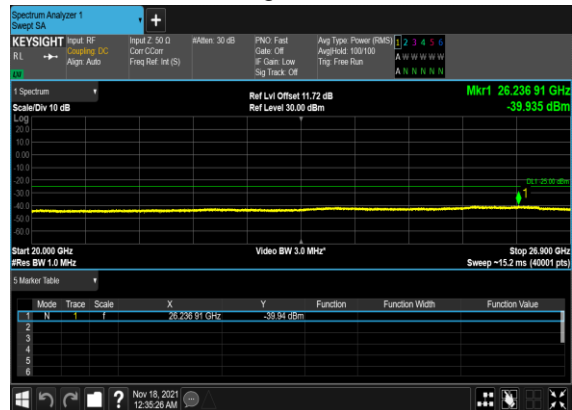 Spectrum Analyzer 1
Swept SA
KEYSIGHT Input: RF Input Z: 50 Ω #Atten: 30 dB PNO: Fast Avg Type: Power (RMS) 1 2 3 4 5 6
RL Coupling: DC Corr CCorr Gate: Off Avg|Hold: 100/100 A W W W W W
Align: Auto Freq Ref: Int (S) IF Gain: Low Trig: Free Run
Sig Track: Off A N N N N N
1 Spectrum
Ref Lvl Offset 11.72 dB Mkr1 26.236 91 GHz
Scale/Div 10 dB Ref Level 30.00 dBm -39.935 dBm
Log
20.0
10.0
0.00
-10.0
-20.0
DL1 -25.00 dBm
-30.0
1
-40.0
-50.0
-60.0
Start 20.000 GHz Video BW 3.0 MHz* Stop 26.900 GHz
#Res BW 1.0 MHz Sweep ~15.2 ms (40001 pts)
5 Marker Table
Mode Trace Scale X Y Function Function Width Function Value
1 N 1 f 26.236 91 GHz -39.94 dBm
2
3
4
5
6
? Nov 18, 2021
12:35:26 AM